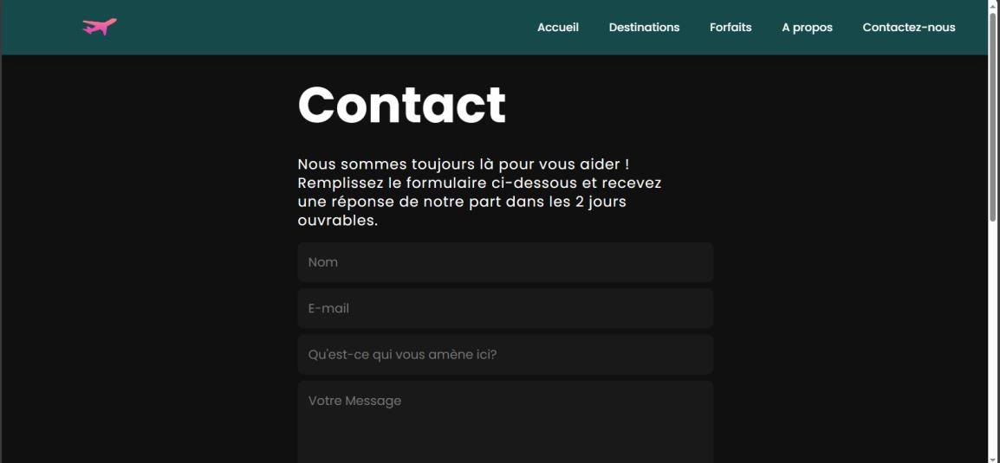 Accueil Destinations Forfaits A propos Contactez-nous
Contact
Nous sommes toujours là pour vous aider !
Remplissez le formulaire ci-dessous et recevez
une réponse de notre part dans les 2 jours
ouvrables.
Nom
E-mail
Qu'est-ce qui vous amène ici?
Votre Message